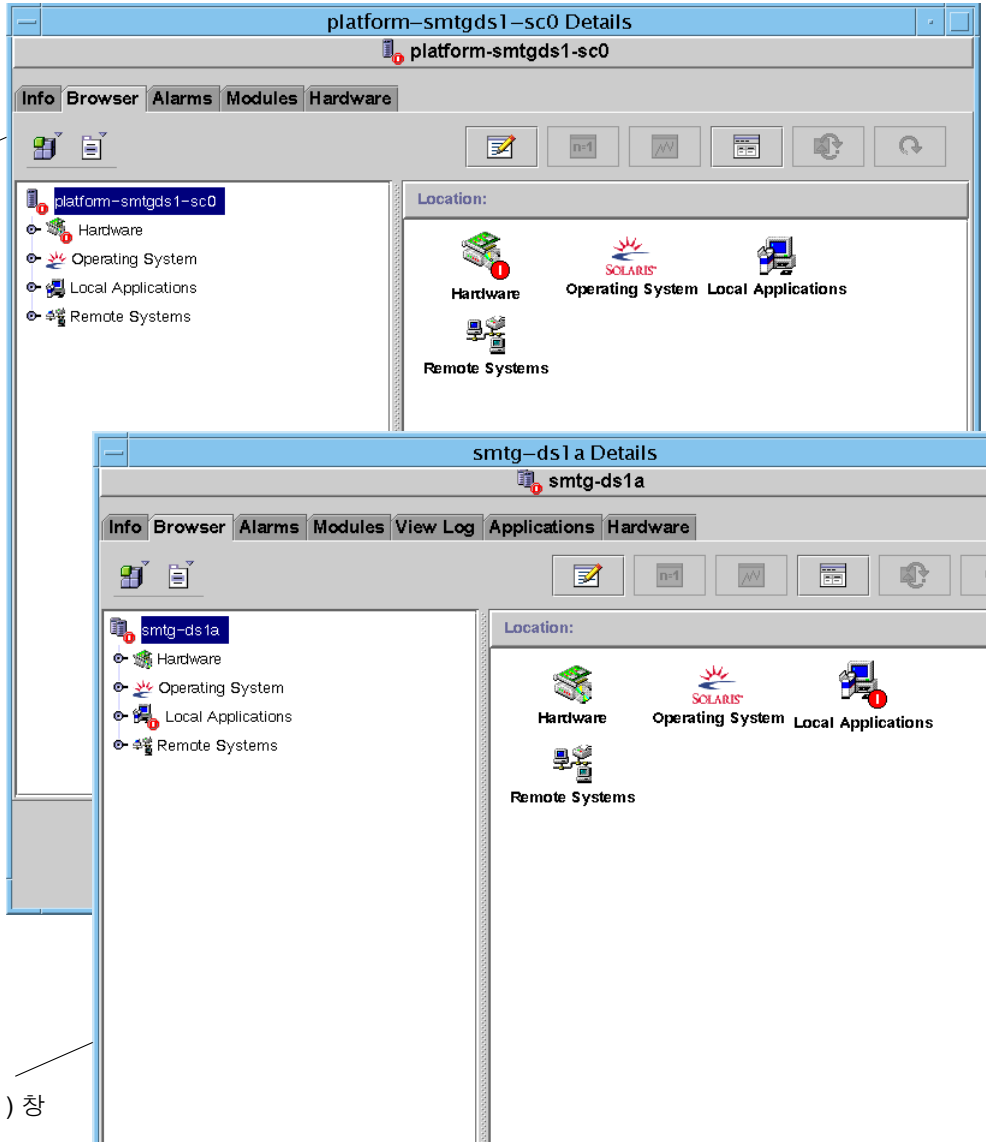 platform–smtgds1–sc0 Details
platform-smtgds1-sc0
Info Browser Alarms Modules Hardware
n=1
platform–smtgds1–sc0
Hardware
Operating System
Local Applications
Remote Systems
Location:
Hardware
SOLARIS
Operating System
Local Applications
Remote Systems
smtg–ds1a Details
smtg-ds1a
Info Browser Alarms Modules View Log Applications Hardware
n=1
smtg–ds1a
Hardware
Operating System
Local Applications
Remote Systems
Location:
Hardware
SOLARIS
Operating System
Local Applications
Remote Systems
) 창